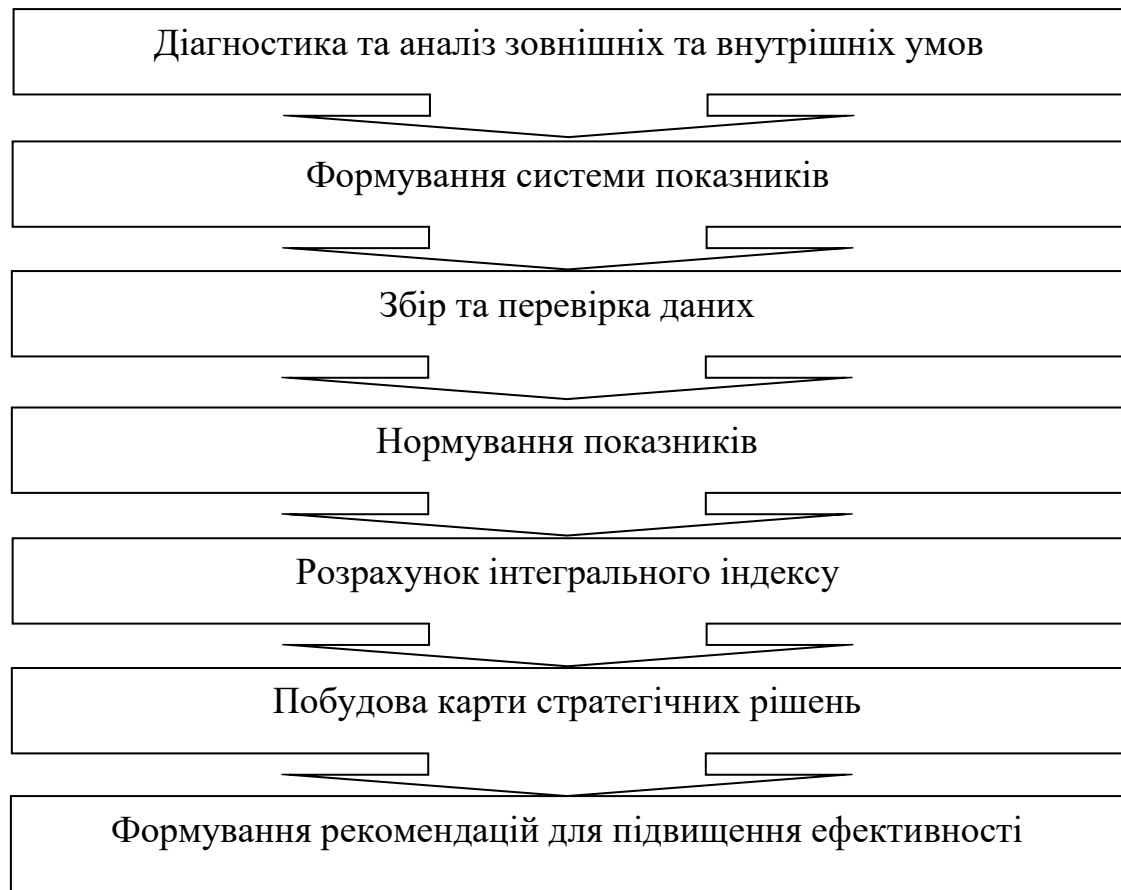 Діагностика та аналіз зовнішніх та внутрішніх умов
Формування системи показників
Збір та перевірка даних
Нормування показників
Розрахунок інтегрального індексу
Побудова карти стратегічних рішень
Формування рекомендацій для підвищення ефективності